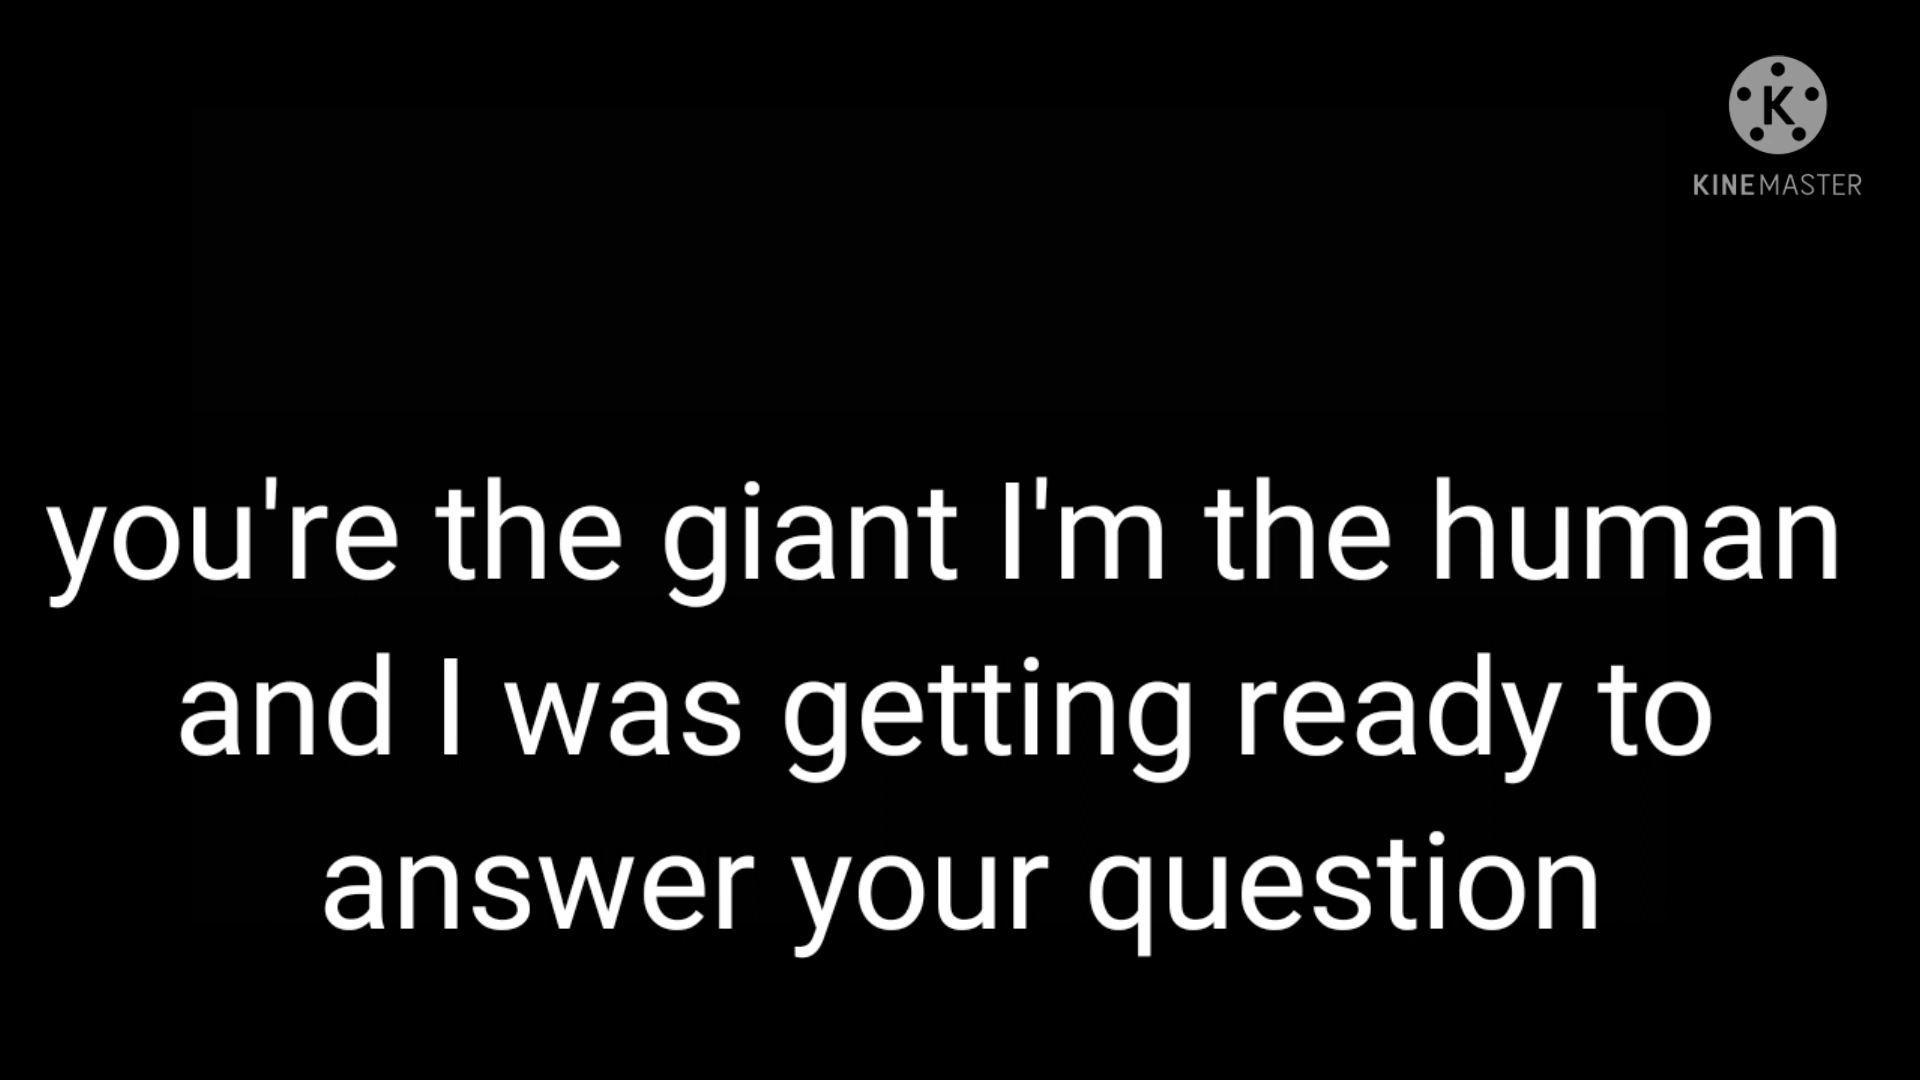 K
KINEMASTER
you're the giant I'm the human
and I was getting ready to
answer your question